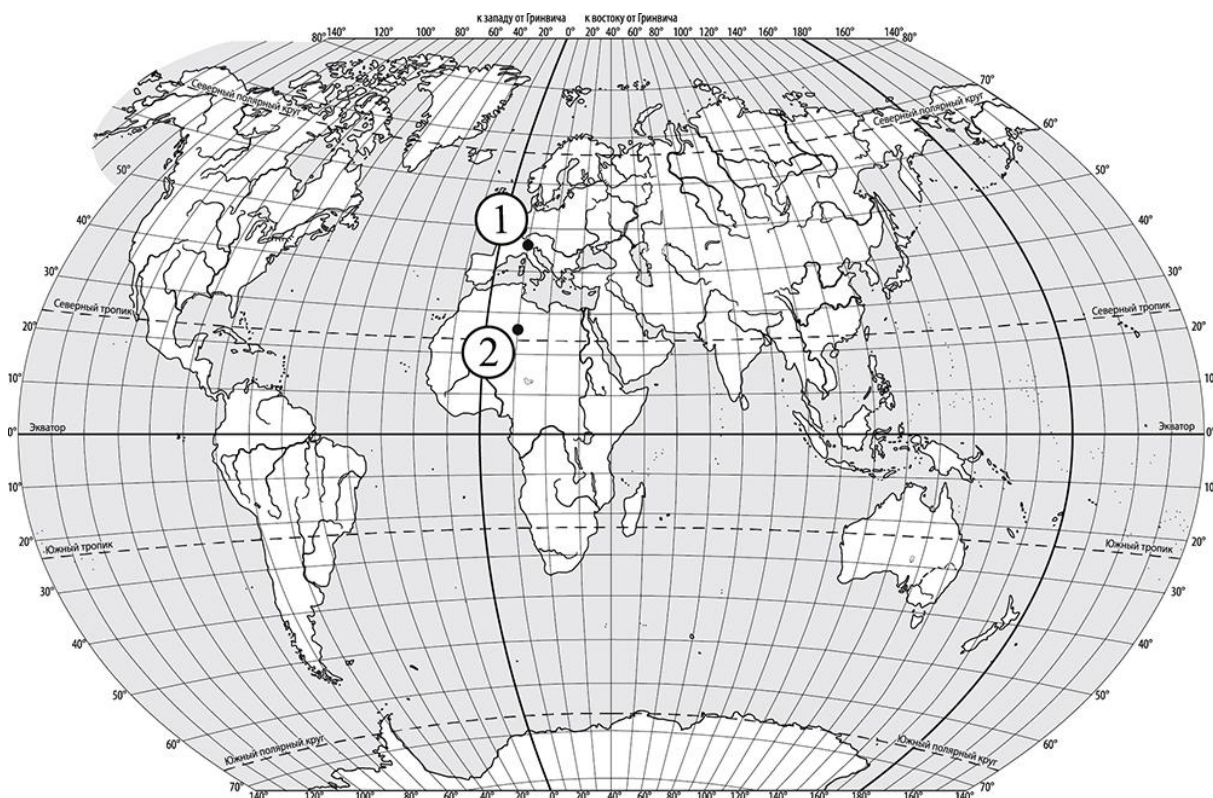 к западу от Гринвича к востоку от Гринвича
140° 120° 100° 80° 60° 40° 20° 0° 20° 40° 60° 80° 100° 120° 140° 160° 180° 160° 140°
80° 80°
70°
Северный полярный круг Северный полярный круг
60°
50° 50°
1
40° 40°
30° 30°
Северный тропик Северный тропик
20° 20°
2
10° 10°
Экватор Экватор
0° 0°
10° 10°
20° 20°
Южный тропик Южный тропик
30° 30°
40° 40°
50° 50°
60° 60°
Южный полярный круг Южный полярный круг
70° 70°
140° 120° 100° 80° 60° 40° 20° 0° 20° 40° 60° 80° 100° 120° 140° 160° 180° 160° 140°